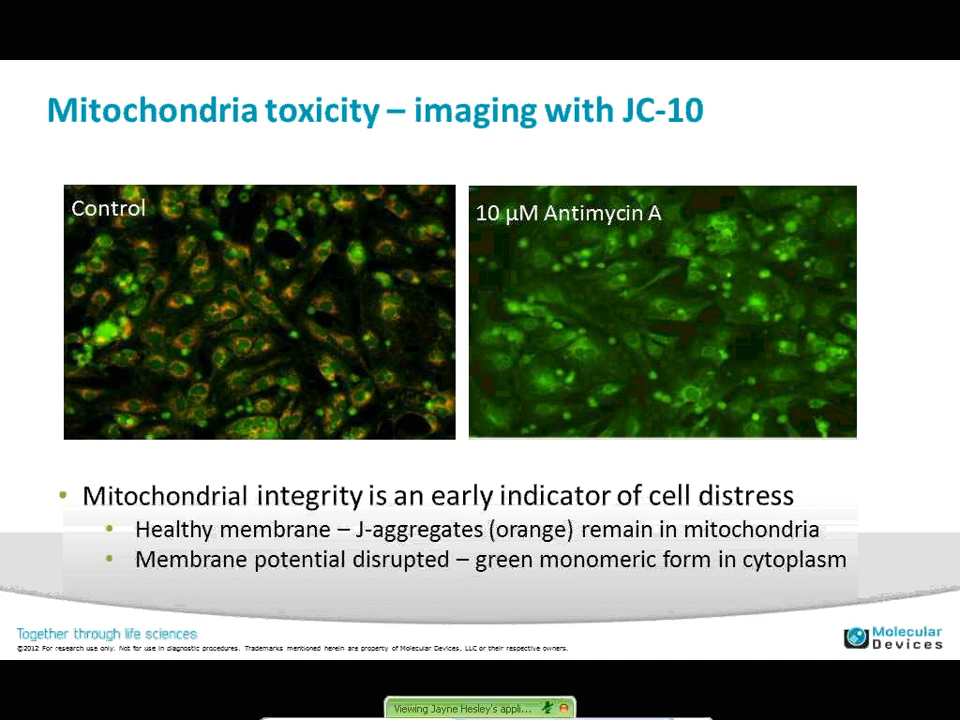 Mitochondria toxicity – imaging with JC-10
Control
10 µM Antimycin A
• Mitochondrial integrity is an early indicator of cell distress
• Healthy membrane – J-aggregates (orange) remain in mitochondria
• Membrane potential disrupted – green monomeric form in cytoplasm
Together through life sciences
©2012 For research use only. Not for use in diagnostic procedures. Trademarks mentioned herein are property of Molecular Devices, LLC or their respective owners.
Molecular
Devices
Viewing Jayne Hesley's appli...